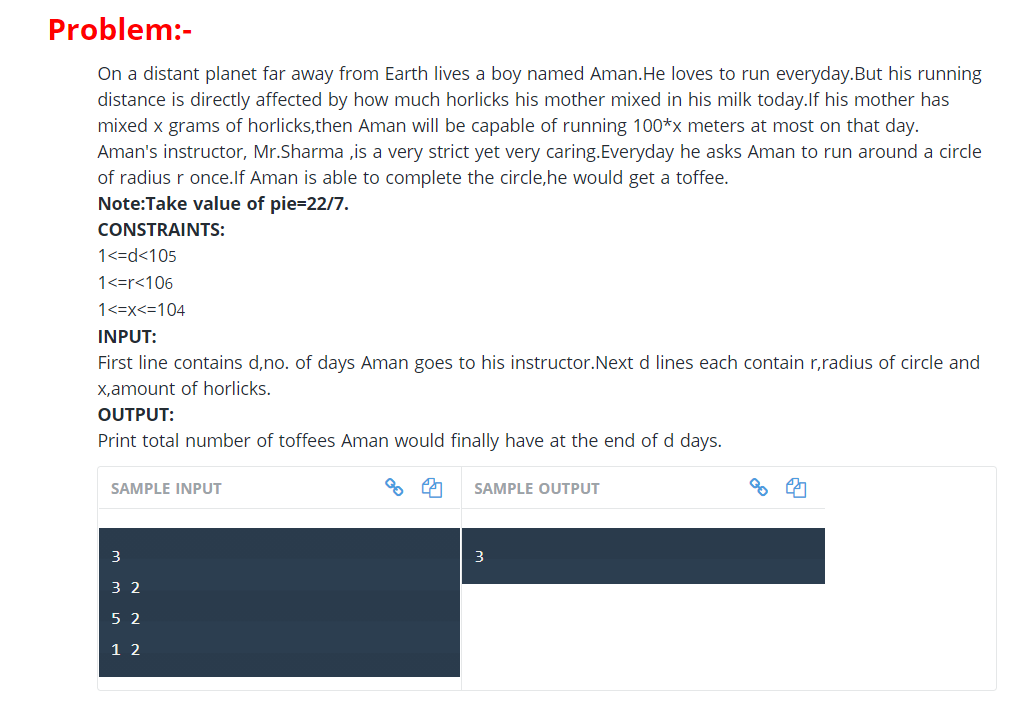 Problem:-
On a distant planet far away from Earth lives a boy named Aman.He loves to run everyday.But his running
distance is directly affected by how much horlicks his mother mixed in his milk today.If his mother has
mixed x grams of horlicks,then Aman will be capable of running 100*x meters at most on that day.
Aman's instructor, Mr.Sharma ,is a very strict yet very caring.Everyday he asks Aman to run around a circle
of radius r once.If Aman is able to complete the circle,he would get a toffee.
Note:Take value of pie=22/7.
CONSTRAINTS:
1<=d<105
1<=r<106
1<=x<=104
INPUT:
First line contains d,no. of days Aman goes to his instructor.Next d lines each contain r,radius of circle and
x,amount of horlicks.
OUTPUT:
Print total number of toffees Aman would finally have at the end of d days.
SAMPLE INPUT
3
3 2
5 2
1 2
SAMPLE OUTPUT
3